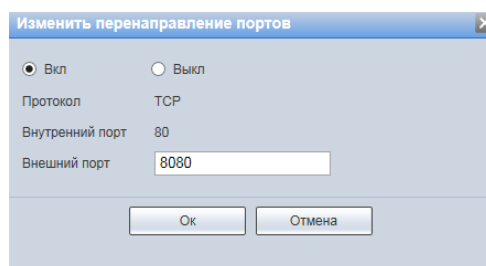 Изменить перенаправление портов
Вкл Выкл
Протокол TCP
Внутренний порт 80
Внешний порт 8080
Ок Отмена